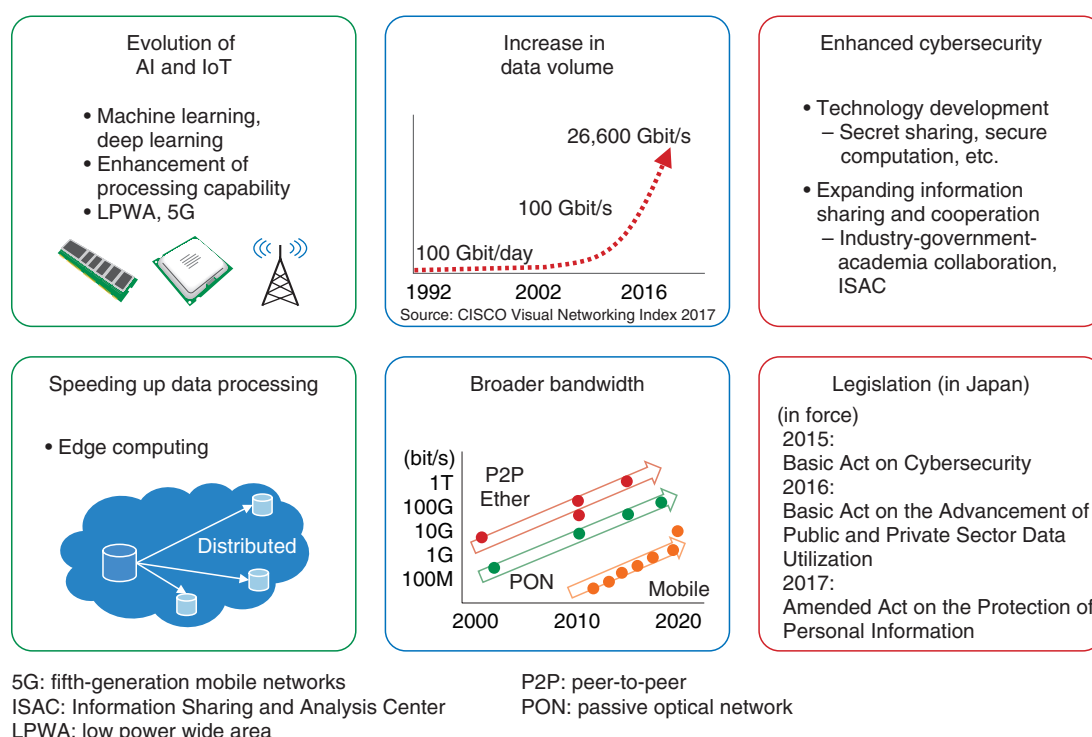 Evolution of
AI and IoT
• Machine learning,
deep learning
• Enhancement of
processing capability
• LPWA, 5G
Increase in
data volume
26,600 Gbit/s
100 Gbit/s
100 Gbit/day
1992 2002 2016
Source: CISCO Visual Networking Index 2017
Enhanced cybersecurity
• Technology development
– Secret sharing, secure
computation, etc.
• Expanding information
sharing and cooperation
– Industry-government-
academia collaboration,
ISAC
Speeding up data processing
• Edge computing
Distributed
Broader bandwidth
(bit/s)
1T
100G
10G
1G
100M
P2P
Ether
PON
Mobile
2000 2010 2020
Legislation (in Japan)
(in force)
2015:
Basic Act on Cybersecurity
2016:
Basic Act on the Advancement of
Public and Private Sector Data
Utilization
2017:
Amended Act on the Protection of
Personal Information
5G: fifth-generation mobile networks
ISAC: Information Sharing and Analysis Center
LPWA: low power wide area
P2P: peer-to-peer
PON: passive optical network